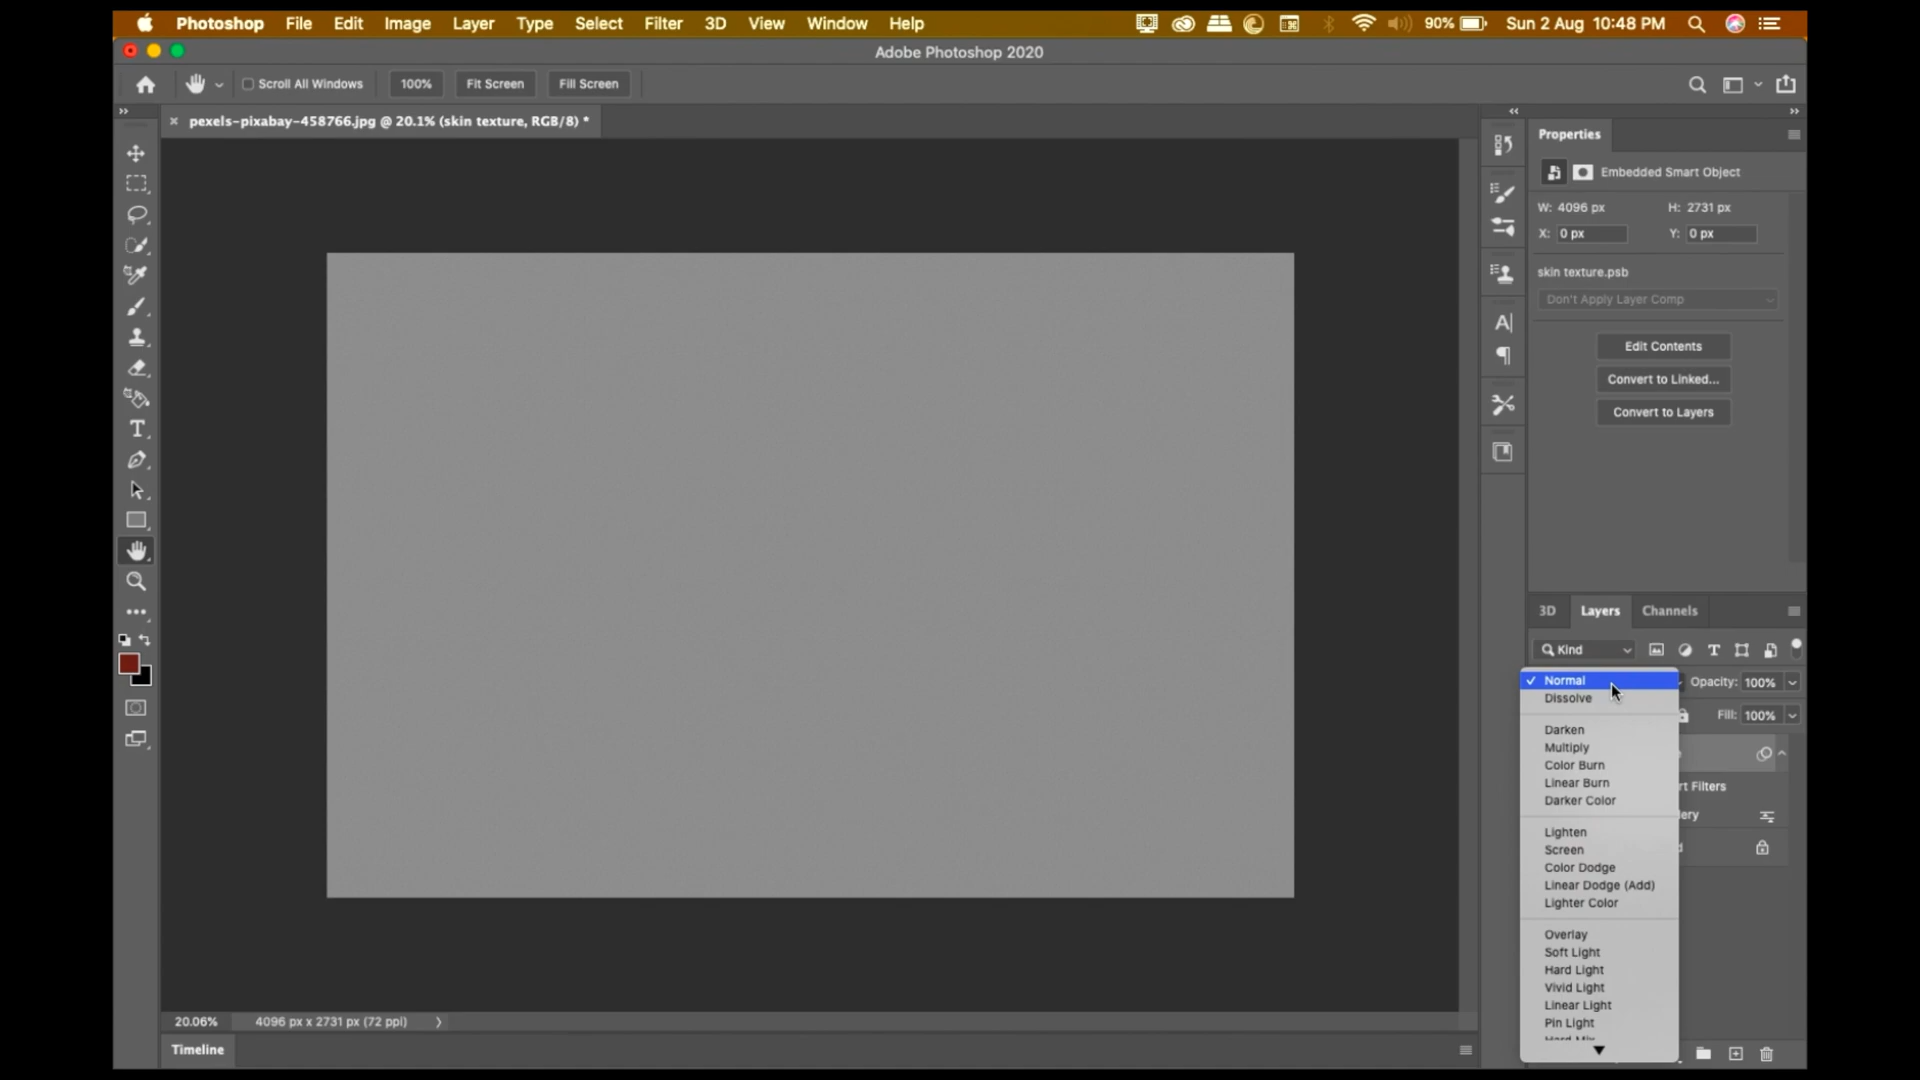 Photoshop File Edit Image Layer Type Select Filter 3D View Window Help 90% Sun 2 Aug 10:48 PM
Adobe Photoshop 2020
Scroll All Windows 100% Fit Screen Fill Screen
pexels-pixabay-458766.jpg @ 20.1% (skin texture, RGB/8) *
Properties
Embedded Smart Object
W: 4096 px H: 2731 px
X: 0 px Y: 0 px
skin texture.psb
Don't Apply Layer Comp
Edit Contents
Convert to Linked...
Convert to Layers
3D Layers Channels
Kind
Normal Opacity: 100%
Dissolve
Fill: 100%
Darken
Multiply
Color Burn
Linear Burn
rt Filters
Darker Color
lery
Lighten
Screen
Color Dodge
Linear Dodge (Add)
Lighter Color
Overlay
Soft Light
Hard Light
Vivid Light
Linear Light
Pin Light
Hard Mix
20.06% 4096 px x 2731 px (72 ppi)
Timeline